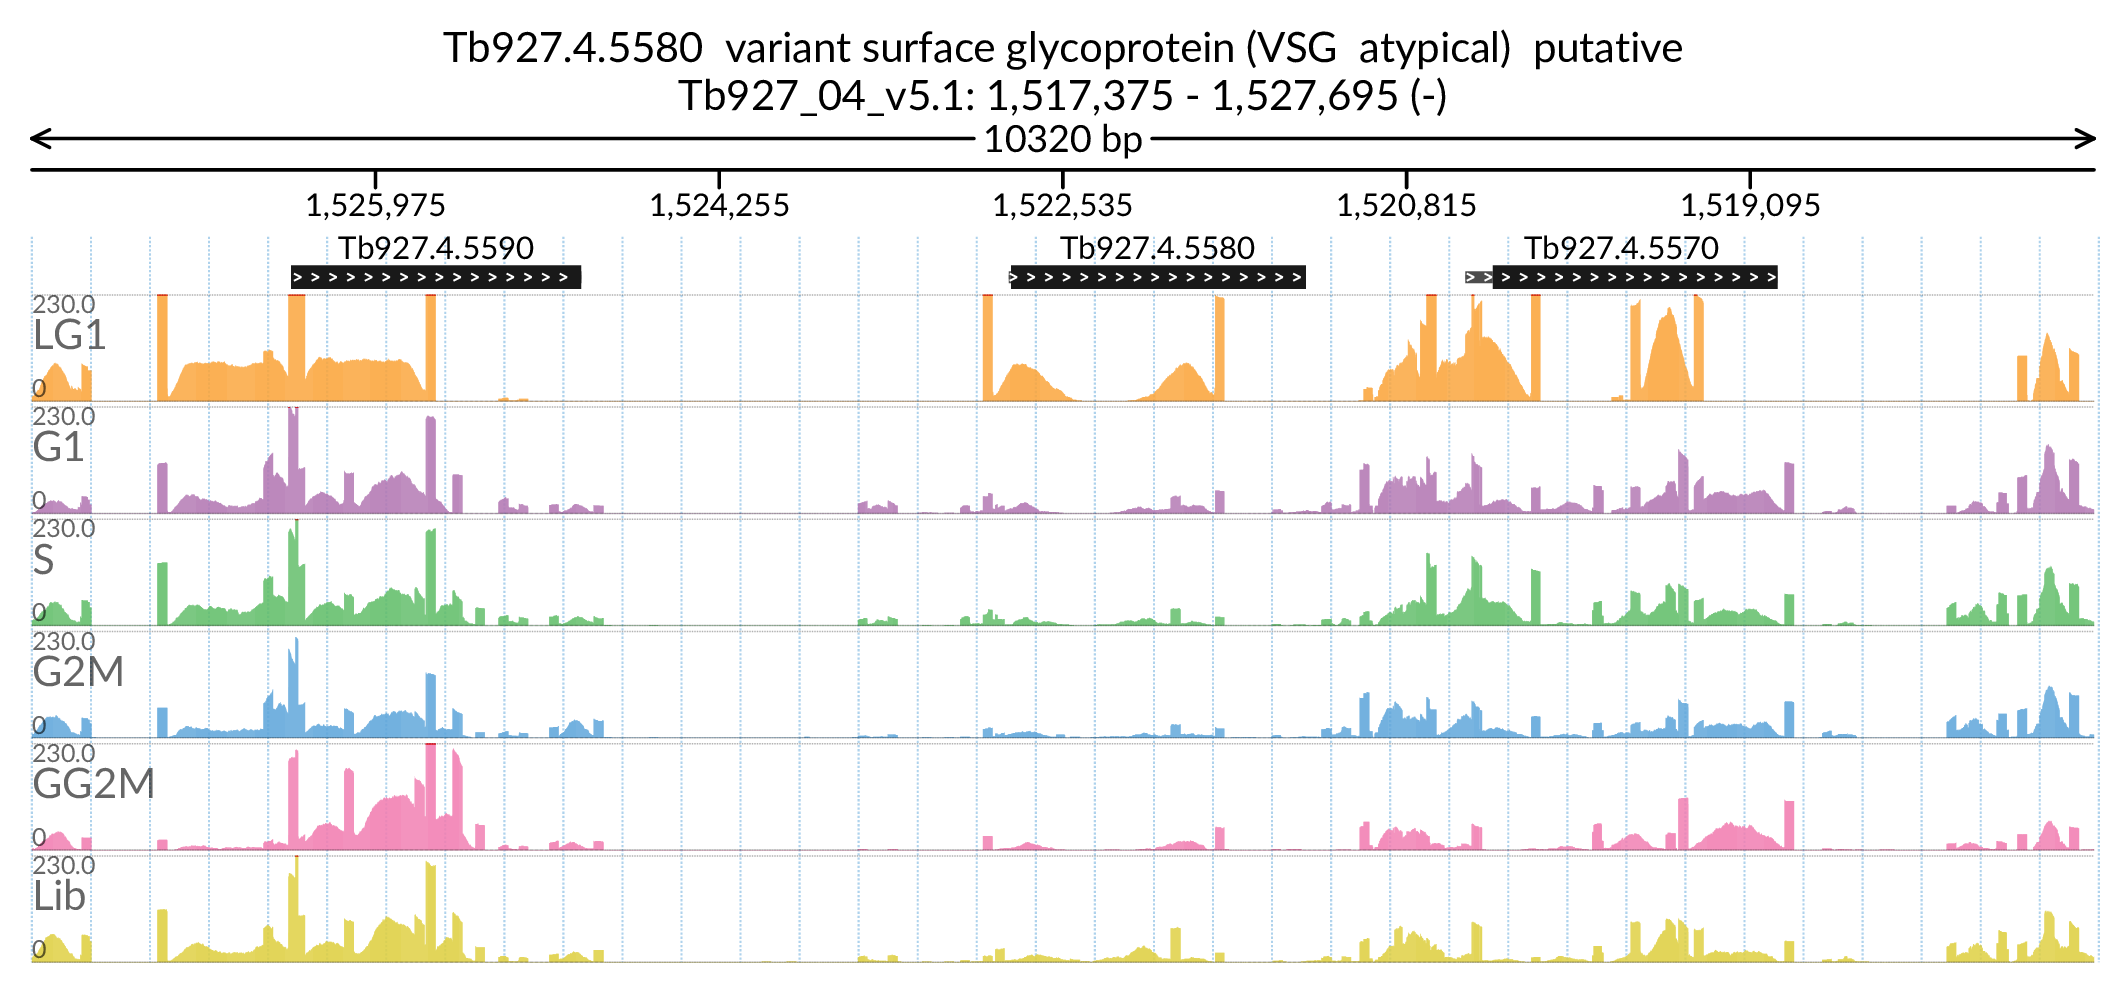 Tb927.4.5580 variant surface glycoprotein (VSG atypical) putative
Tb927_04_v5.1: 1,517,375 - 1,527,695 (-)
10320 bp
1,525,975 1,524,255 1,522,535 1,520,815 1,519,095
Tb927.4.5590 Tb927.4.5580 Tb927.4.5570
230.0
LG1
0
230.0
G1
0
230.0
S
0
230.0
G2M
0
230.0
GG2M
0
230.0
Lib
0